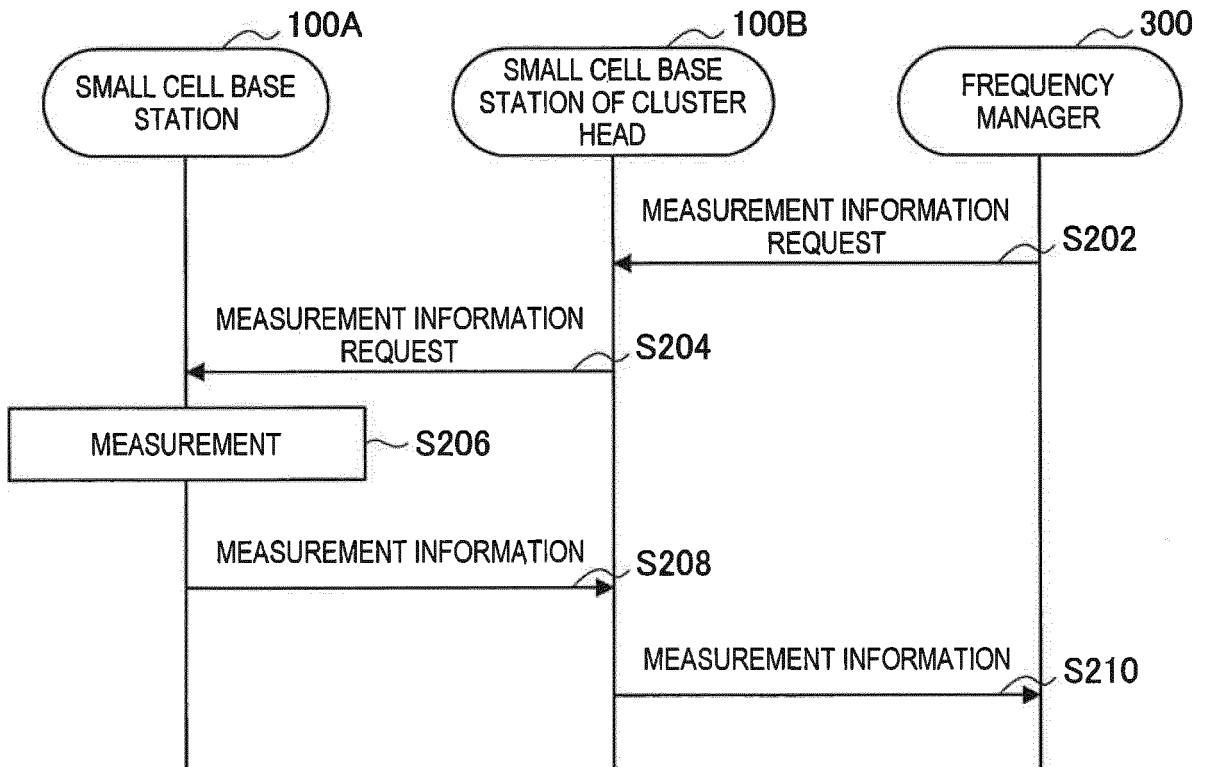 100A
100B
300
SMALL CELL BASE
STATION
SMALL CELL BASE
STATION OF CLUSTER
HEAD
FREQUENCY
MANAGER
MEASUREMENT INFORMATION
REQUEST
S202
MEASUREMENT INFORMATION
REQUEST
S204
MEASUREMENT
S206
MEASUREMENT INFORMATION
S208
MEASUREMENT INFORMATION
S210